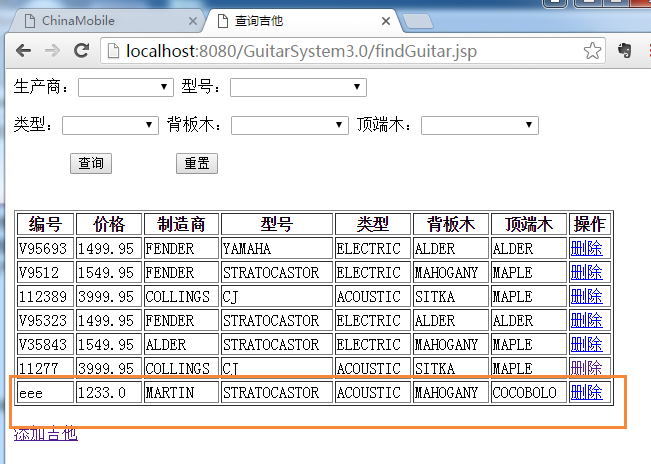 ChinaMobile 查询吉他
localhost:8080/GuitarSystem3.0/findGuitar.jsp
生产商： 型号：
类型： 背板木： 顶端木：
查询 重置
编号 价格 制造商 型号 类型 背板木 顶端木 操作
V95693 1499.95 FENDER YAMAHA ELECTRIC ALDER ALDER 删除
V9512 1549.95 FENDER STRATOCASTOR ELECTRIC MAHOGANY MAPLE 删除
112389 3999.95 COLLINGS CJ ACOUSTIC SITKA MAPLE 删除
V95323 1499.95 FENDER STRATOCASTOR ELECTRIC ALDER ALDER 删除
V35843 1549.95 ALDER STRATOCASTOR ELECTRIC MAHOGANY MAPLE 删除
11277 3999.95 COLLINGS CJ ACOUSTIC SITKA MAPLE 删除
eee 1233.0 MARTIN STRATOCASTOR ACOUSTIC MAHOGANY COCOBOLO 删除
添加吉他